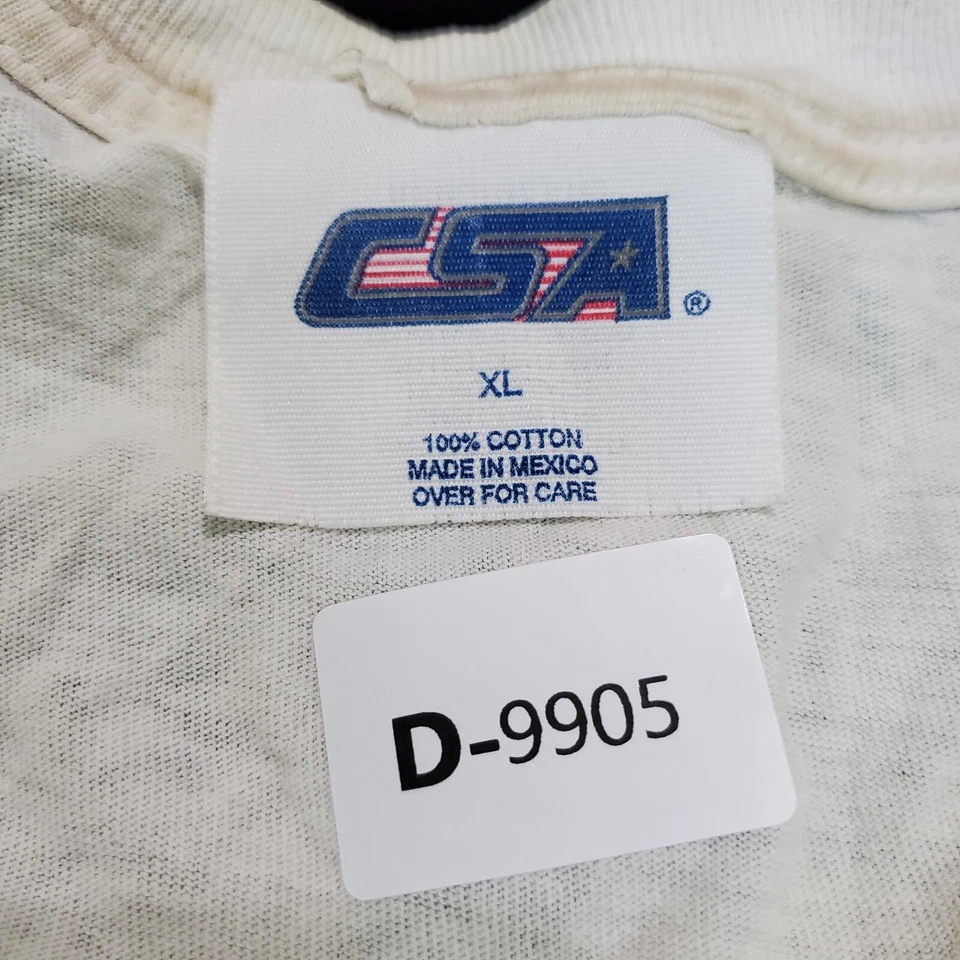 CSA®
XL
100% COTTON
MADE IN MEXICO
OVER FOR CARE
D-9905